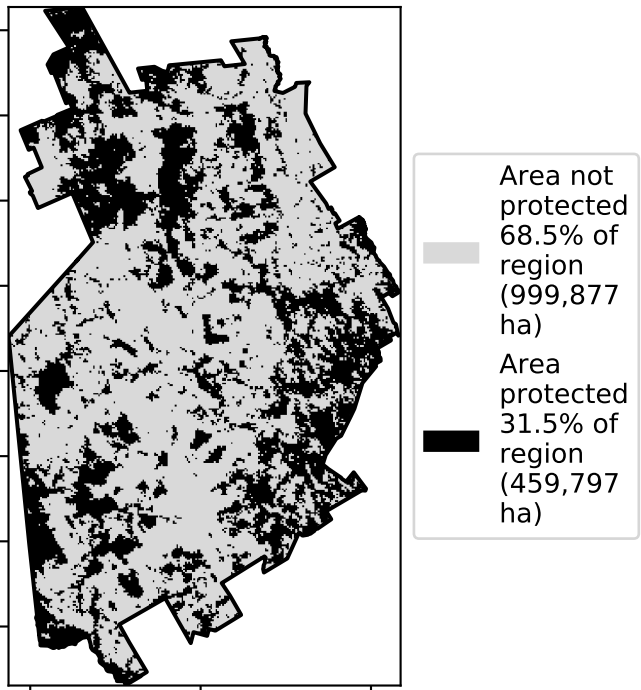 Area not
protected
68.5% of
region
(999,877
ha)
Area
protected
31.5% of
region
(459,797
ha)